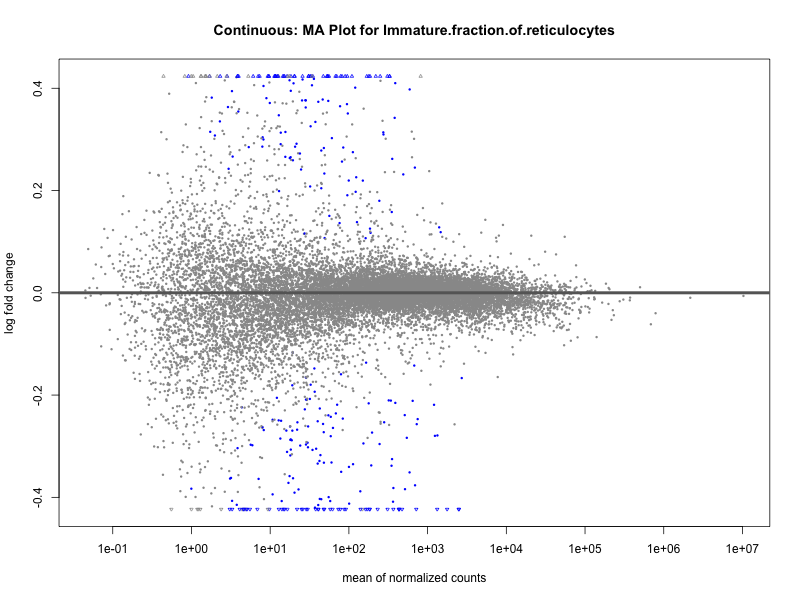 Continuous: MA Plot for Immature.fraction.of.reticulocytes
log fold change
0.4
0.2
0.0
-0.2
-0.4
1e-01 1e+00 1e+01 1e+02 1e+03 1e+04 1e+05 1e+06 1e+07
mean of normalized counts